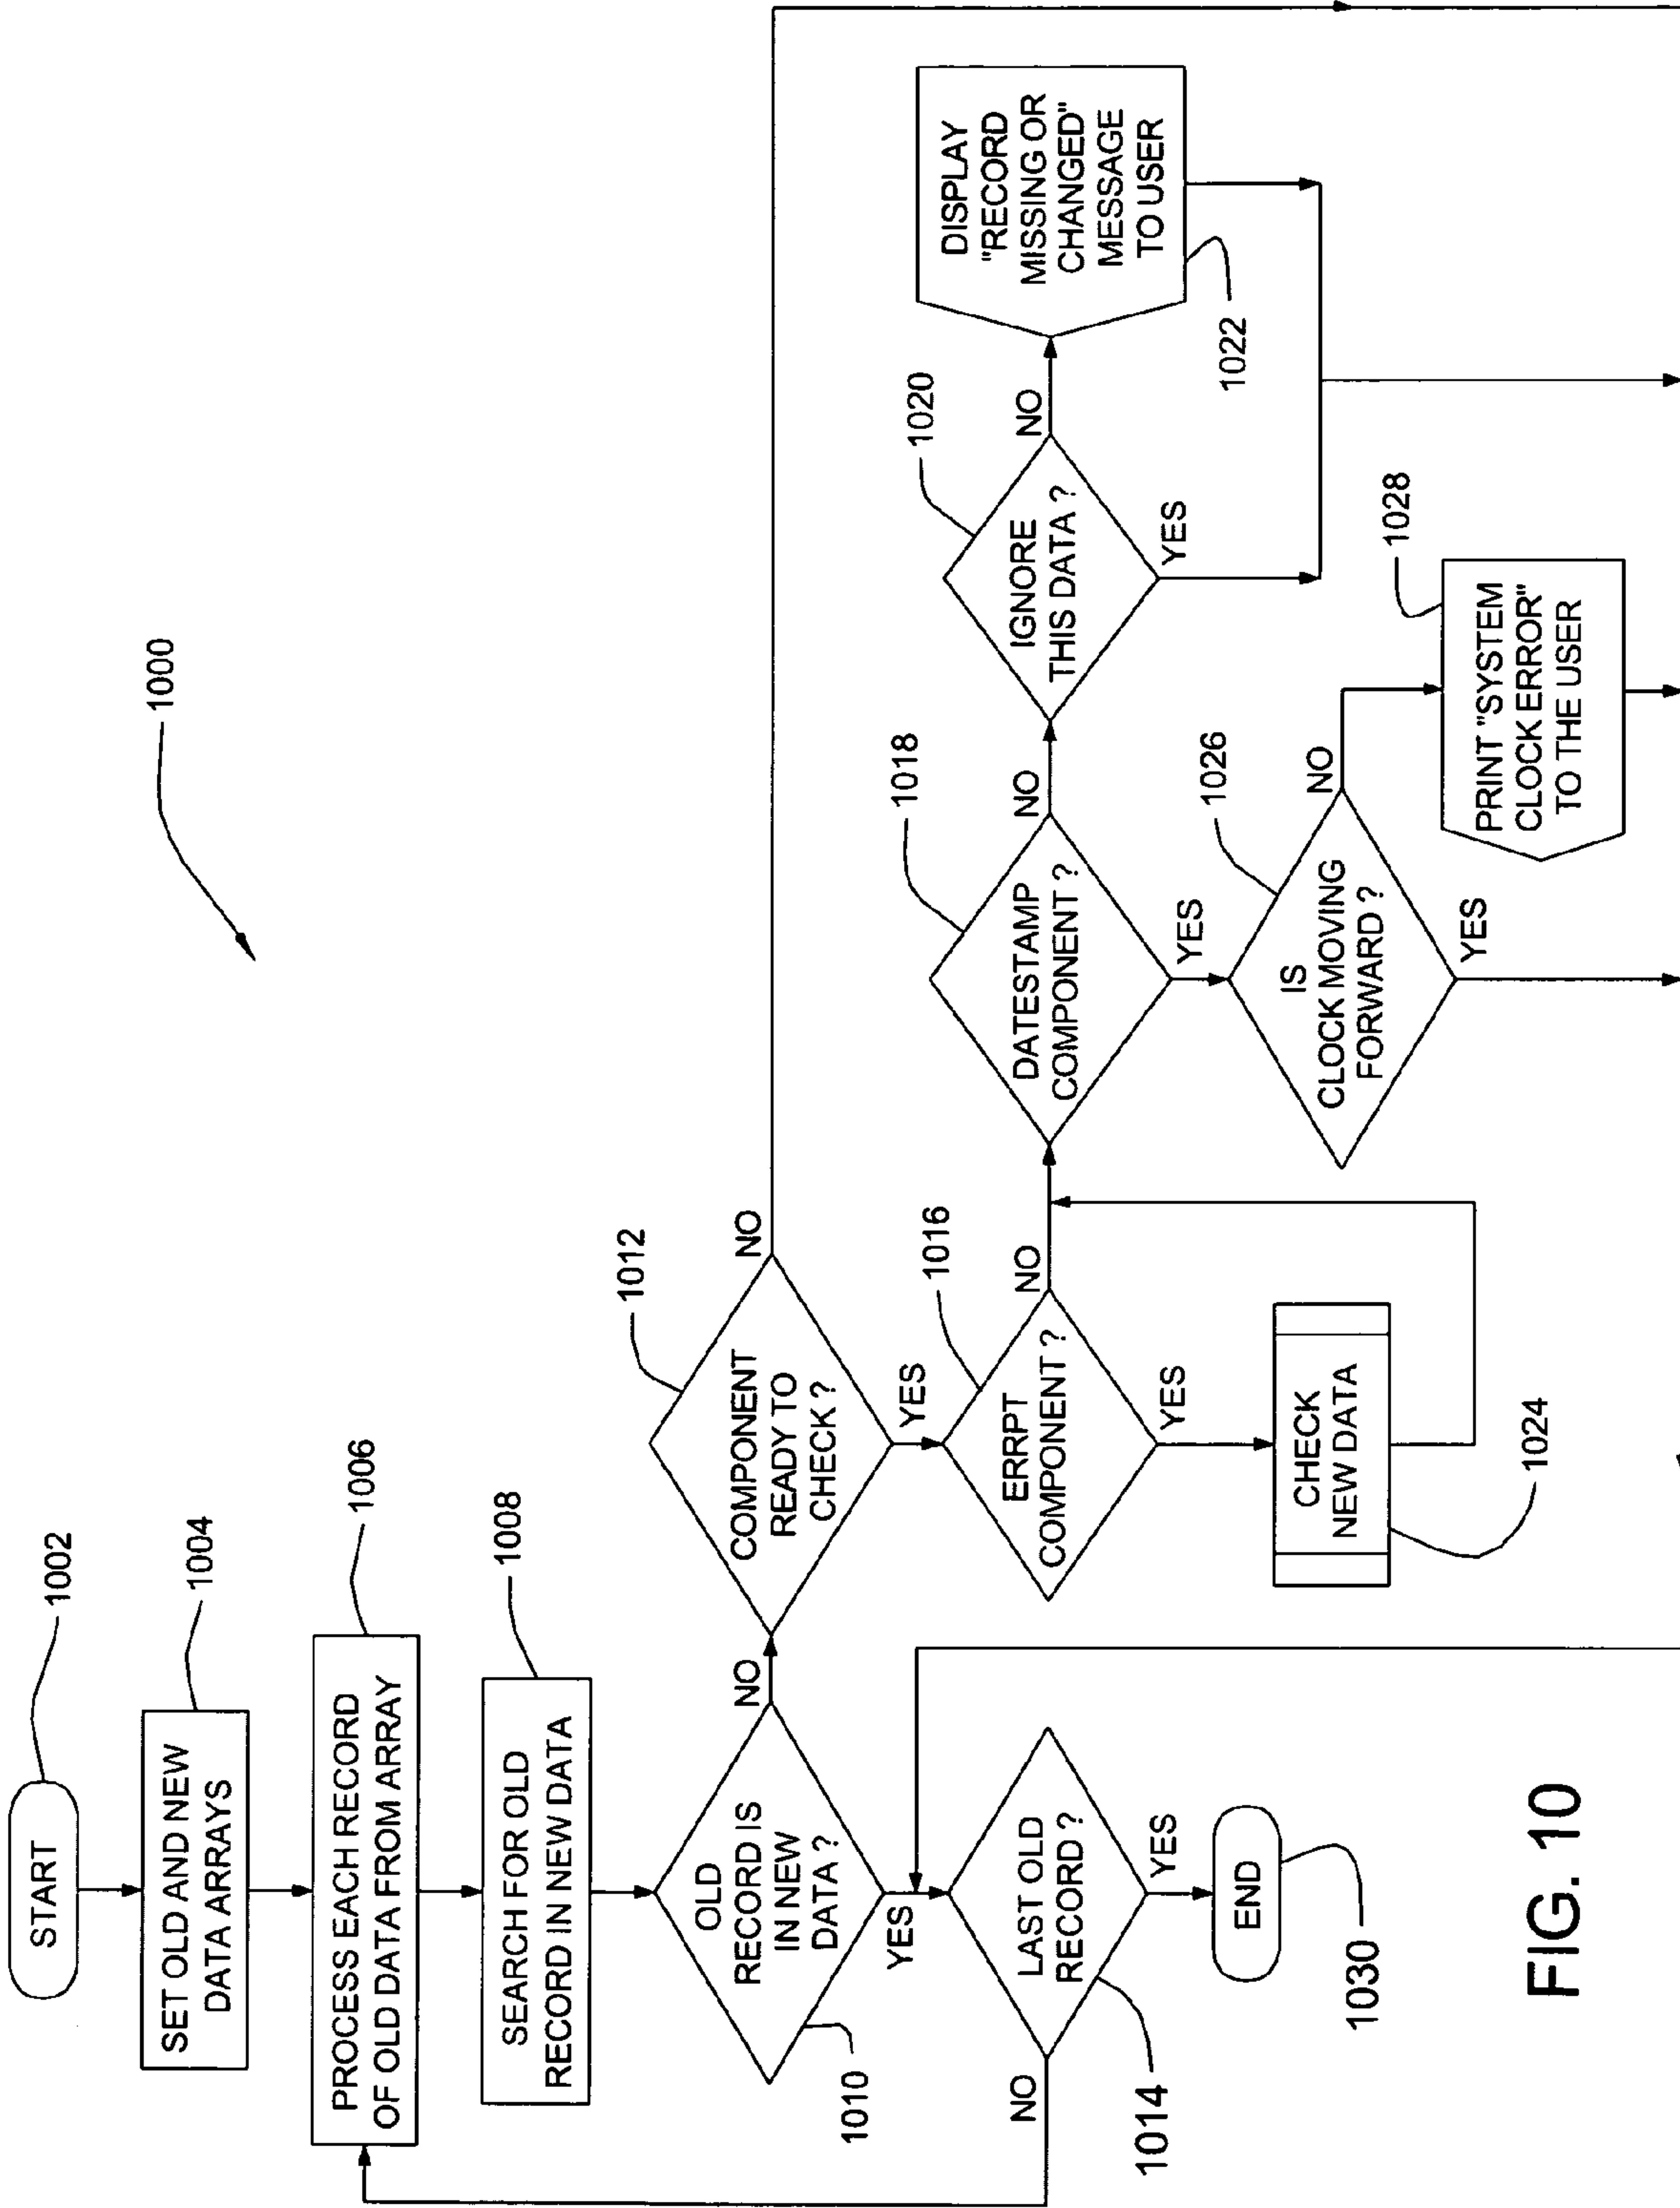 1000
START
1002
SET OLD AND NEW
DATA ARRAYS
1004
PROCESS EACH RECORD
OF OLD DATA FROM ARRAY
1006
SEARCH FOR OLD
RECORD IN NEW DATA
1008
OLD
RECORD IS
IN NEW
DATA ?
1010
NO
YES
COMPONENT
READY TO
CHECK ?
1012
NO
YES
LAST OLD
RECORD ?
1014
NO
YES
END
1030
ERRPT
COMPONENT ?
1016
NO
YES
CHECK
NEW DATA
1024
DATESTAMP
COMPONENT ?
1018
NO
YES
IGNORE
THIS DATA ?
1020
NO
YES
DISPLAY
"RECORD
MISSING OR
CHANGED"
MESSAGE
TO USER
1022
IS
CLOCK MOVING
FORWARD ?
1026
NO
YES
PRINT "SYSTEM
CLOCK ERROR"
TO THE USER
1028
FIG. 10